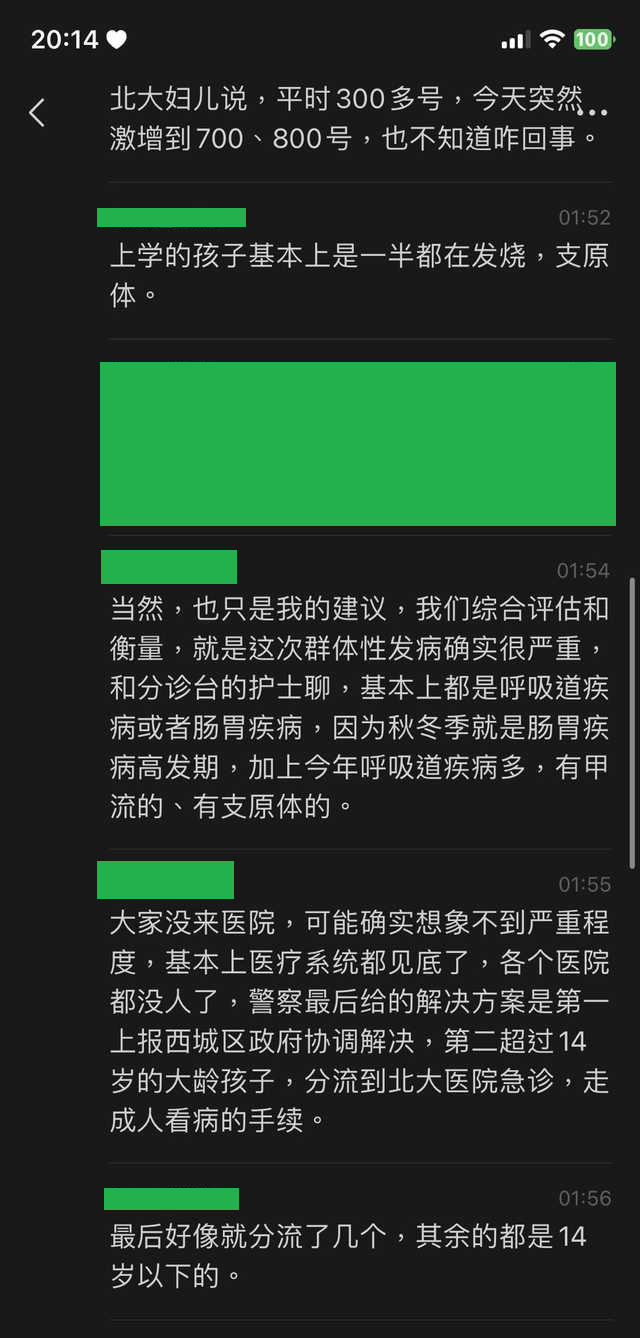 20:14
100
北大妇儿说，平时300多号，今天突然
激增到700、800号，也不知道咋回事。
01:52
上学的孩子基本上是一半都在发烧，支原
体。
01:54
当然，也只是我的建议，我们综合评估和
衡量，就是这次群体性发病确实很严重，
和分诊台的护士聊，基本上都是呼吸道疾
病或者肠胃疾病，因为秋冬季就是肠胃疾
病高发期，加上今年呼吸道疾病多，有甲
流的、有支原体的。
01:55
大家没来医院，可能确实想象不到严重程
度，基本上医疗系统都见底了，各个医院
都没人了，警察最后给的解决方案是第一
上报西城区政府协调解决，第二超过14
岁的大龄孩子，分流到北大医院急诊，走
成人看病的手续。
01:56
最后好像就分流了几个，其余的都是14
岁以下的。